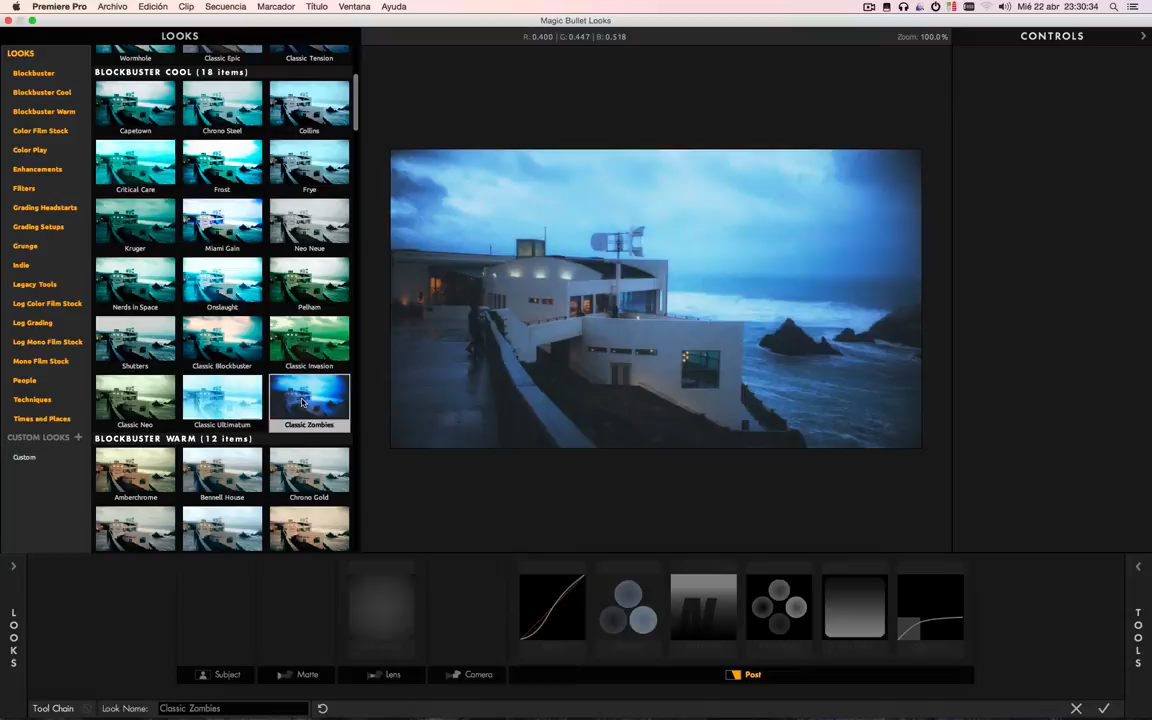 Premiere Pro Archivo Edición Clip Secuencia Marcador Título Ventana Ayuda Mié 22 abr 23:30:34
Magic Bullet Looks
LOOKS R: 0.400 | G: 0.447 | B: 0.518 Zoom: 100.0% CONTROLS
LOOKS
Blockbuster
Blockbuster Cool
Blockbuster Warm
Color Film Stock
Color Play
Enhancements
Filters
Grading Headstarts
Grading Setups
Grunge
Indie
Legacy Tools
Log Color Film Stock
Log Grading
Log Mono Film Stock
Mono Film Stock
People
Techniques
Times and Places
CUSTOM LOOKS +
Custom
Wormhole Classic Epic Classic Tension
BLOCKBUSTER COOL (18 items)
Capetown Chrono Steel Collins
Critical Care Frost Frye
Kruger Miami Gain Neo Neue
Nerds in Space Onslaught Pelham
Shutters Classic Blockbuster Classic Invasion
Classic Neo Classic Ultimatum Classic Zombies
BLOCKBUSTER WARM (12 items)
Amberchrome Bennell House Chrono Gold
LOOKS
TOOLS
Subject Matte Lens Camera Post
Tool Chain Look Name: Classic Zombies